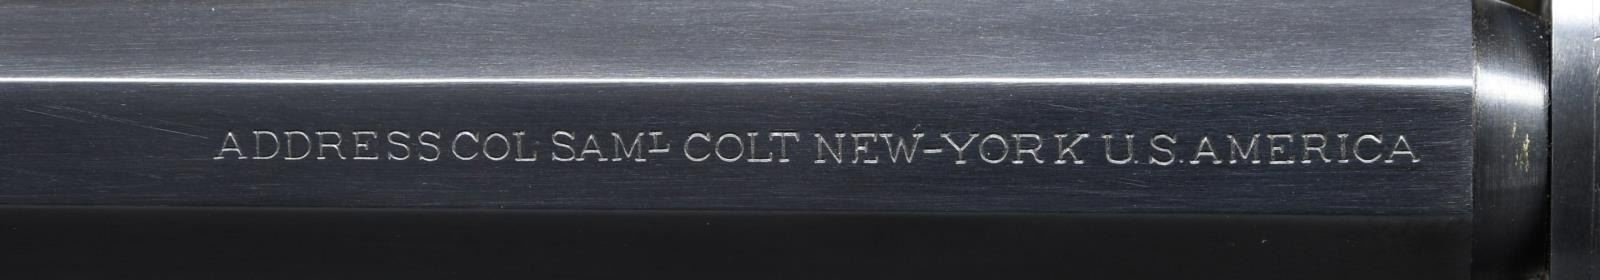 ADDRESS COL SAMᴸ COLT NEW-YORK U.S. AMERICA